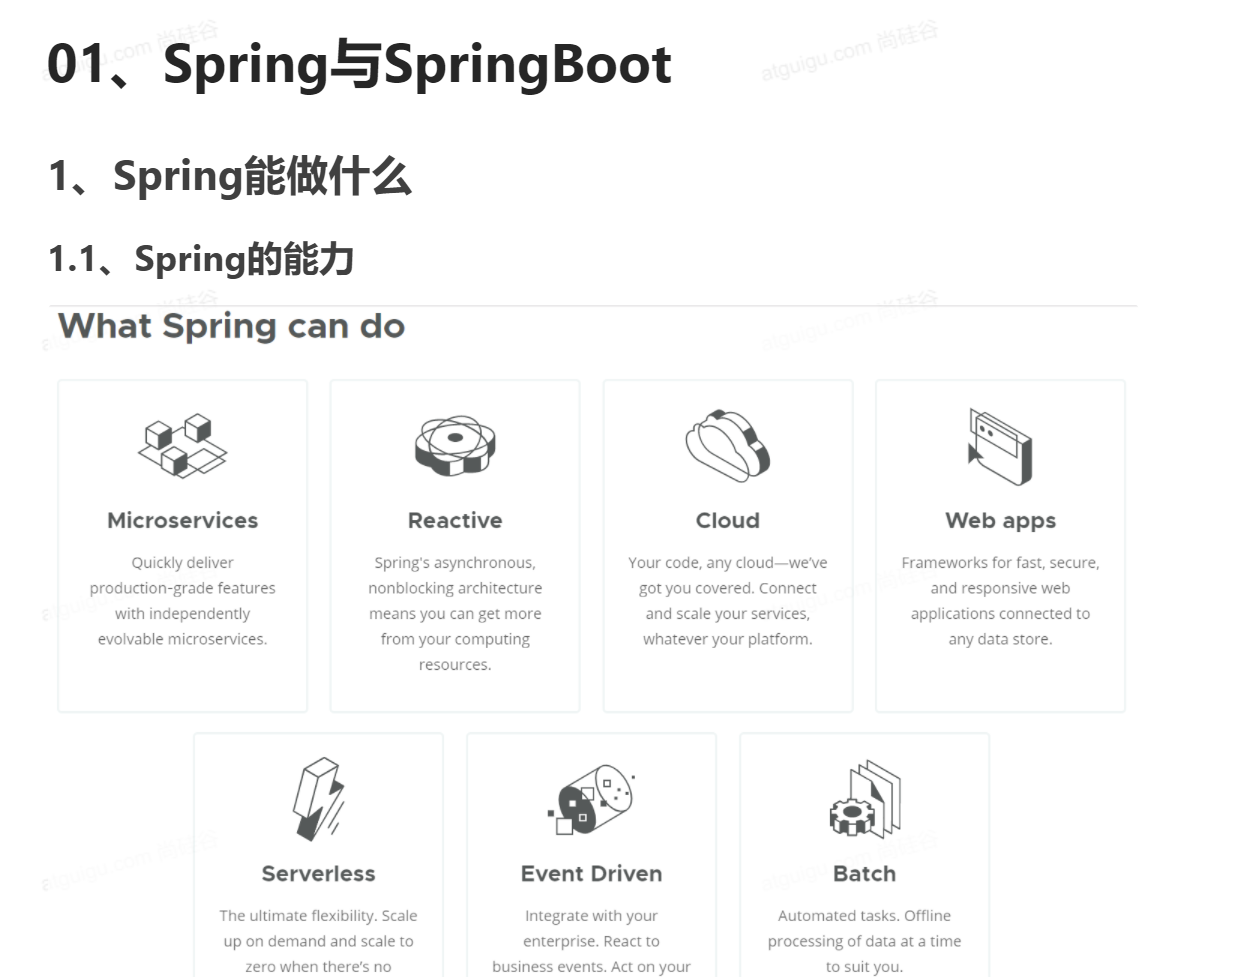 01、Spring与SpringBoot
1、Spring能做什么
1.1、Spring的能力
What Spring can do
Microservices
Quickly deliver
production-grade features
with independently
evolvable microservices.
Reactive
Spring's asynchronous,
nonblocking architecture
means you can get more
from your computing
resources.
Cloud
Your code, any cloud—we've
got you covered. Connect
and scale your services,
whatever your platform.
Web apps
Frameworks for fast, secure,
and responsive web
applications connected to
any data store.
Serverless
The ultimate flexibility. Scale
up on demand and scale to
zero when there's no
Event Driven
Integrate with your
enterprise. React to
business events. Act on your
Batch
Automated tasks. Offline
processing of data at a time
to suit you.
atguigu.com 尚硅谷
atguigu.com 尚硅谷